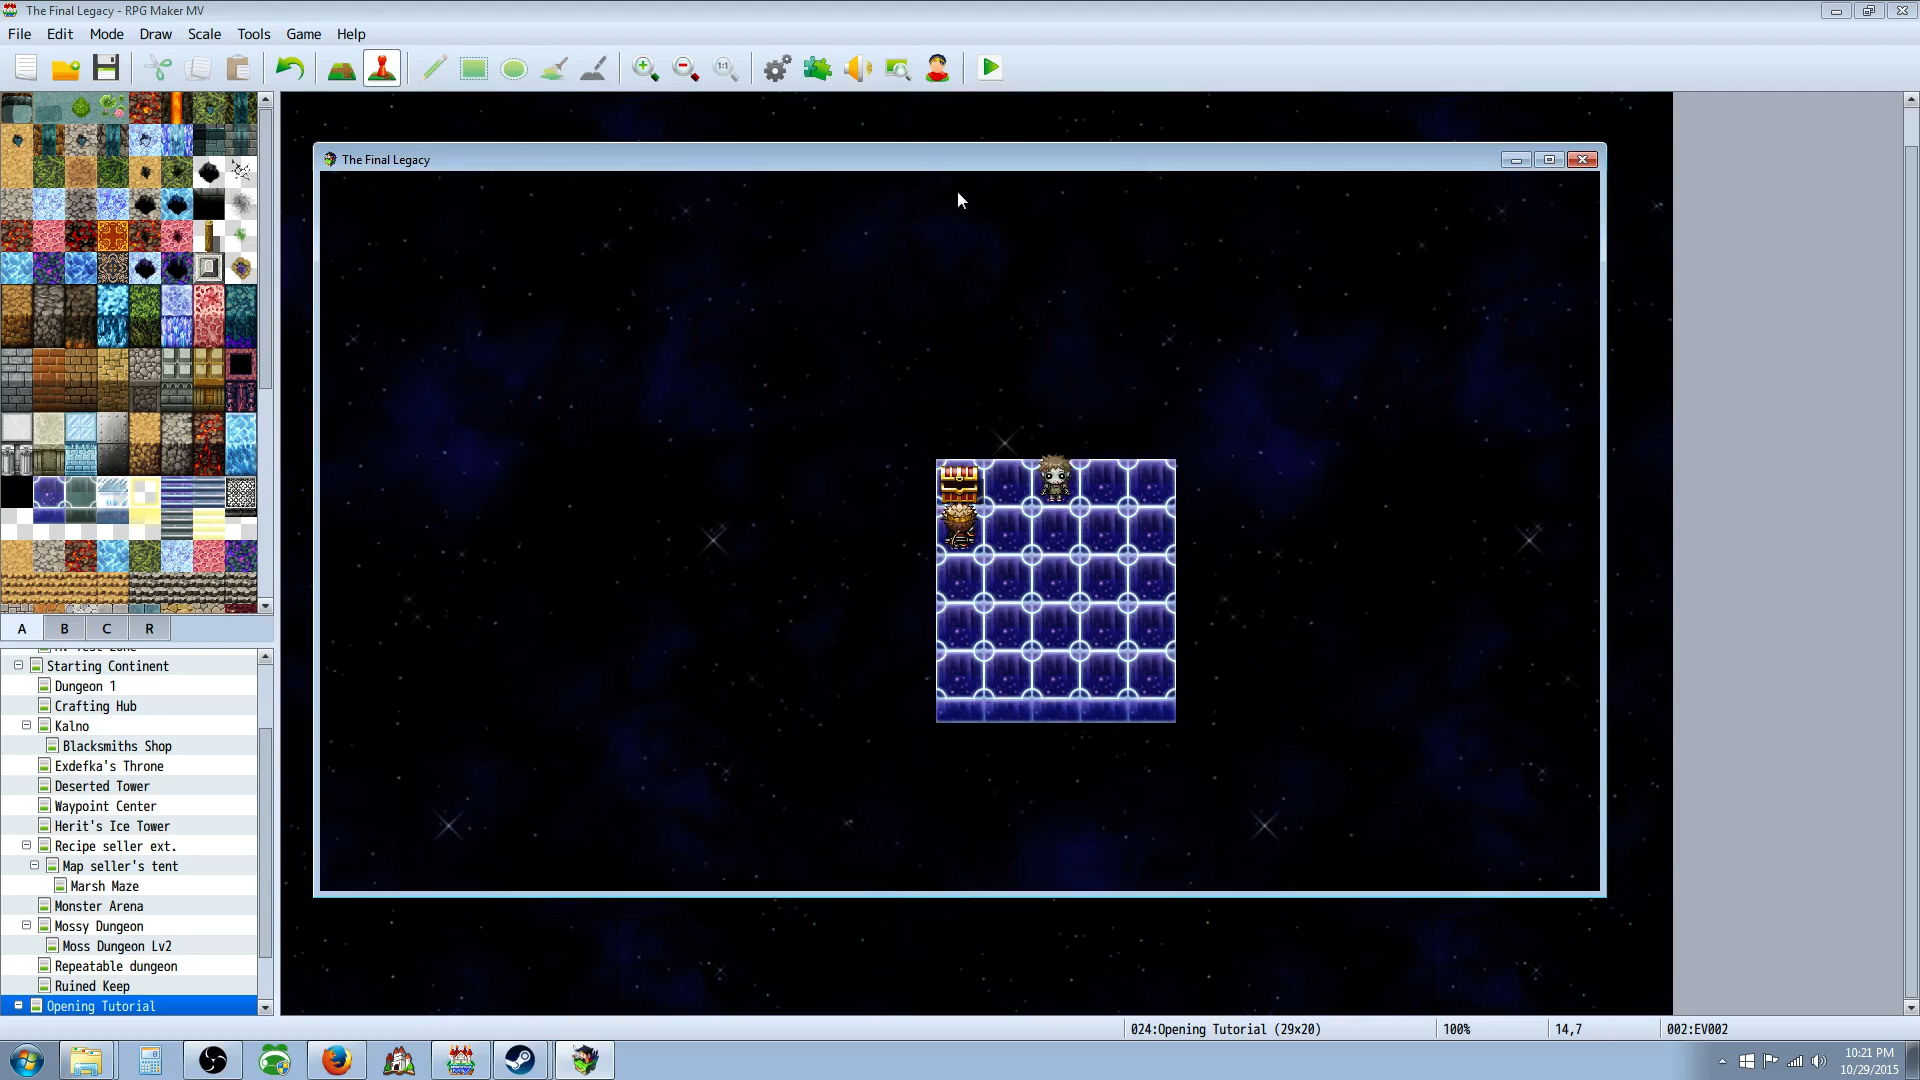 The Final Legacy - RPG Maker MV
File Edit Mode Draw Scale Tools Game Help
1:1
The Final Legacy
A B C R
Starting Continent
Dungeon 1
Crafting Hub
Kalno
Blacksmiths Shop
Exdefka's Throne
Deserted Tower
Waypoint Center
Herit's Ice Tower
Recipe seller ext.
Map seller's tent
Marsh Maze
Monster Arena
Mossy Dungeon
Moss Dungeon Lv2
Repeatable dungeon
Ruined Keep
Opening Tutorial
024:Opening Tutorial (29x20) 100% 14,7 002:EV002
10:21 PM
10/29/2015